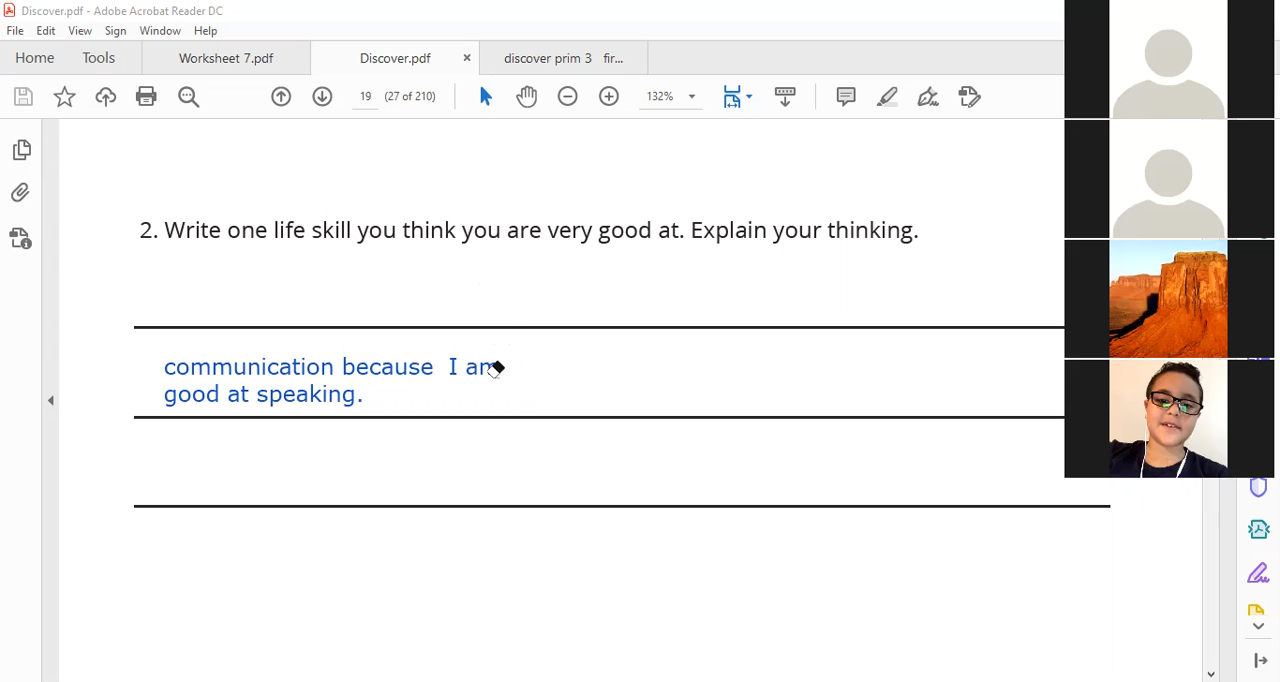 Discover.pdf - Adobe Acrobat Reader DC
File Edit View Sign Window Help
Home Tools Worksheet 7.pdf Discover.pdf × discover prim 3 fir...
19 (27 of 210) 132%
2. Write one life skill you think you are very good at. Explain your thinking.
communication because I am
good at speaking.